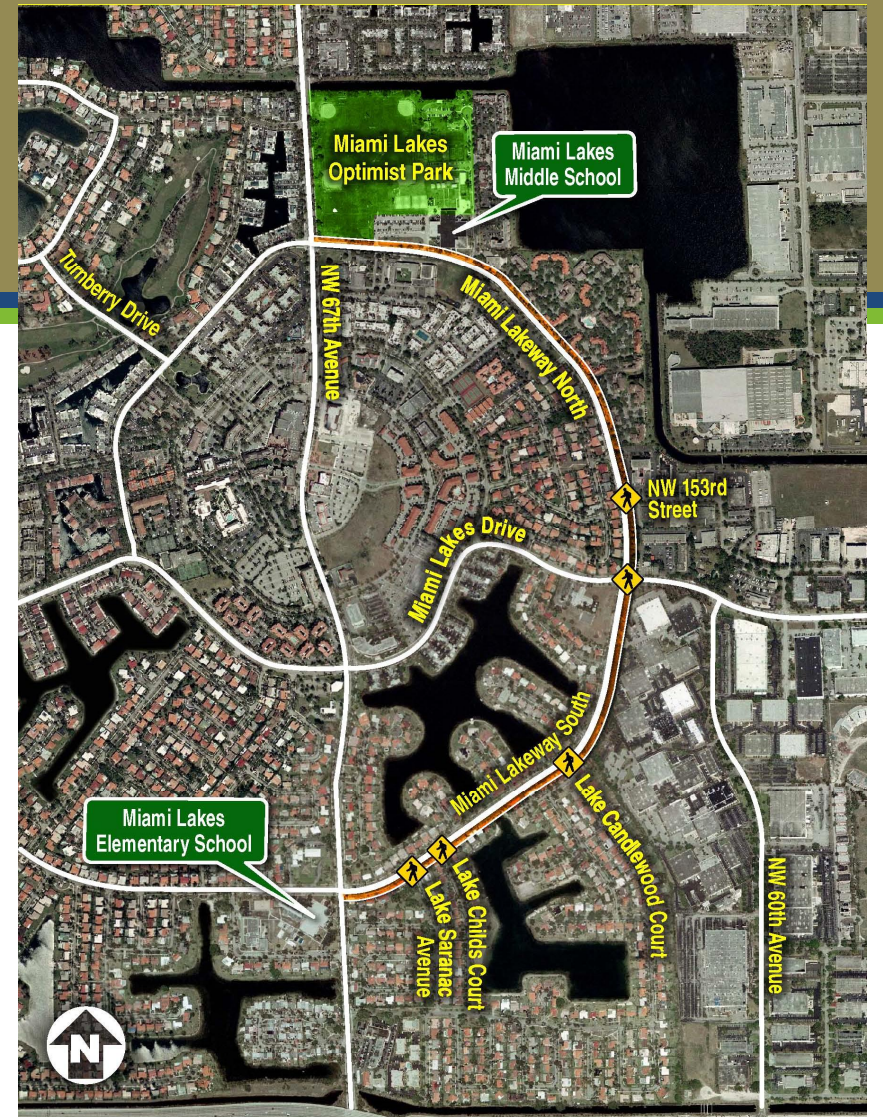 Miami Lakes
Optimist Park
Miami Lakes
Middle School
Turnberry Drive
NW 67th Avenue
Miami Lakeway North
NW 153rd
Street
Miami Lakes Drive
Miami Lakeway South
Lake Candlewood Court
Miami Lakes
Elementary School
Lake Childs Court
Lake Saranac
Avenue
NW 60th Avenue
N